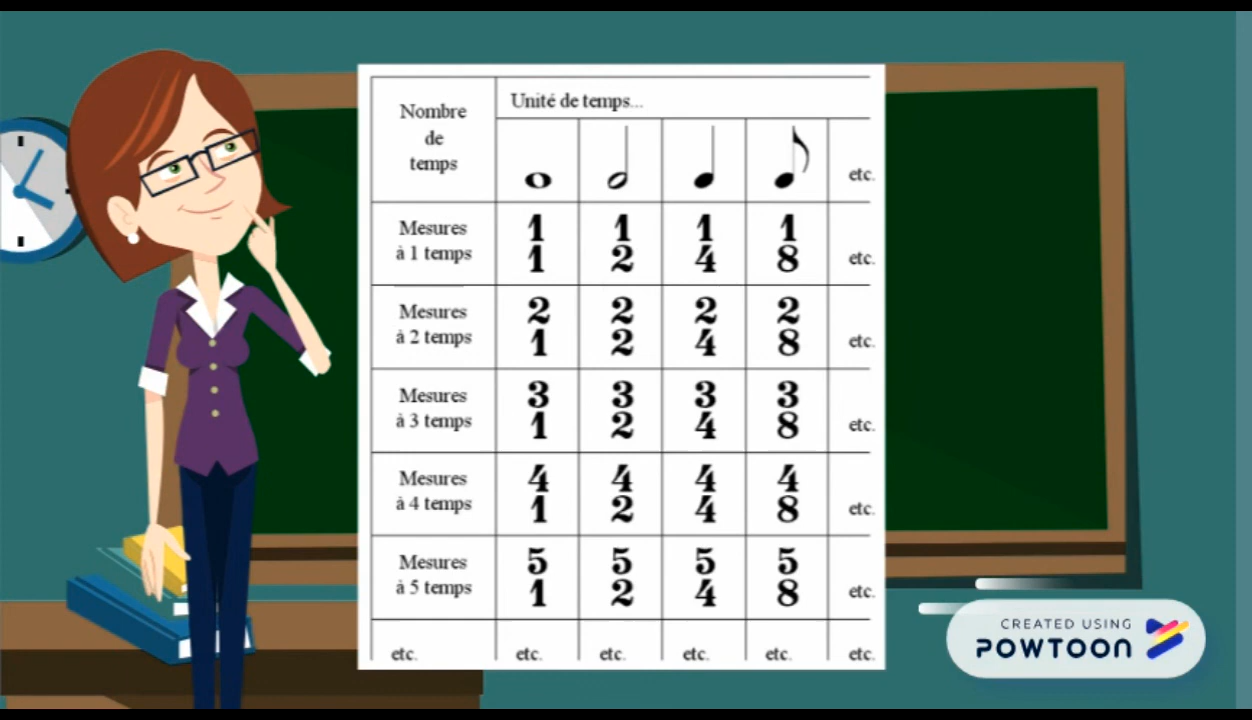 Nombre
de
temps
Unité de temps...
etc.
Mesures
à 1 temps
1 1 1 1
1 2 4 8
etc.
Mesures
à 2 temps
2 2 2 2
1 2 4 8
etc.
Mesures
à 3 temps
3 3 3 3
1 2 4 8
etc.
Mesures
à 4 temps
4 4 4 4
1 2 4 8
etc.
Mesures
à 5 temps
5 5 5 5
1 2 4 8
etc.
etc. etc. etc. etc. etc. etc.
CREATED USING
POWTOON